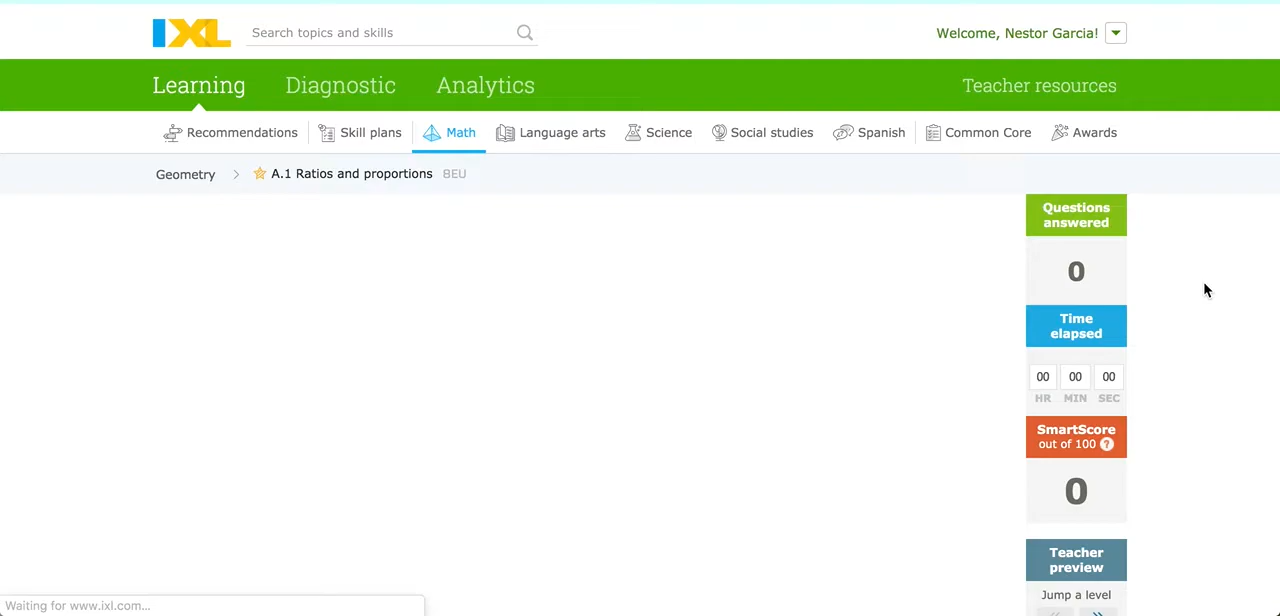 IXL
Search topics and skills
Welcome, Nestor Garcia!
Learning Diagnostic Analytics Teacher resources
Recommendations Skill plans Math Language arts Science Social studies Spanish Common Core Awards
Geometry > A.1 Ratios and proportions BEU
Questions
answered
0
Time
elapsed
00 00 00
HR MIN SEC
SmartScore
out of 100 ?
0
Teacher
preview
Jump a level
Waiting for www.ixl.com...